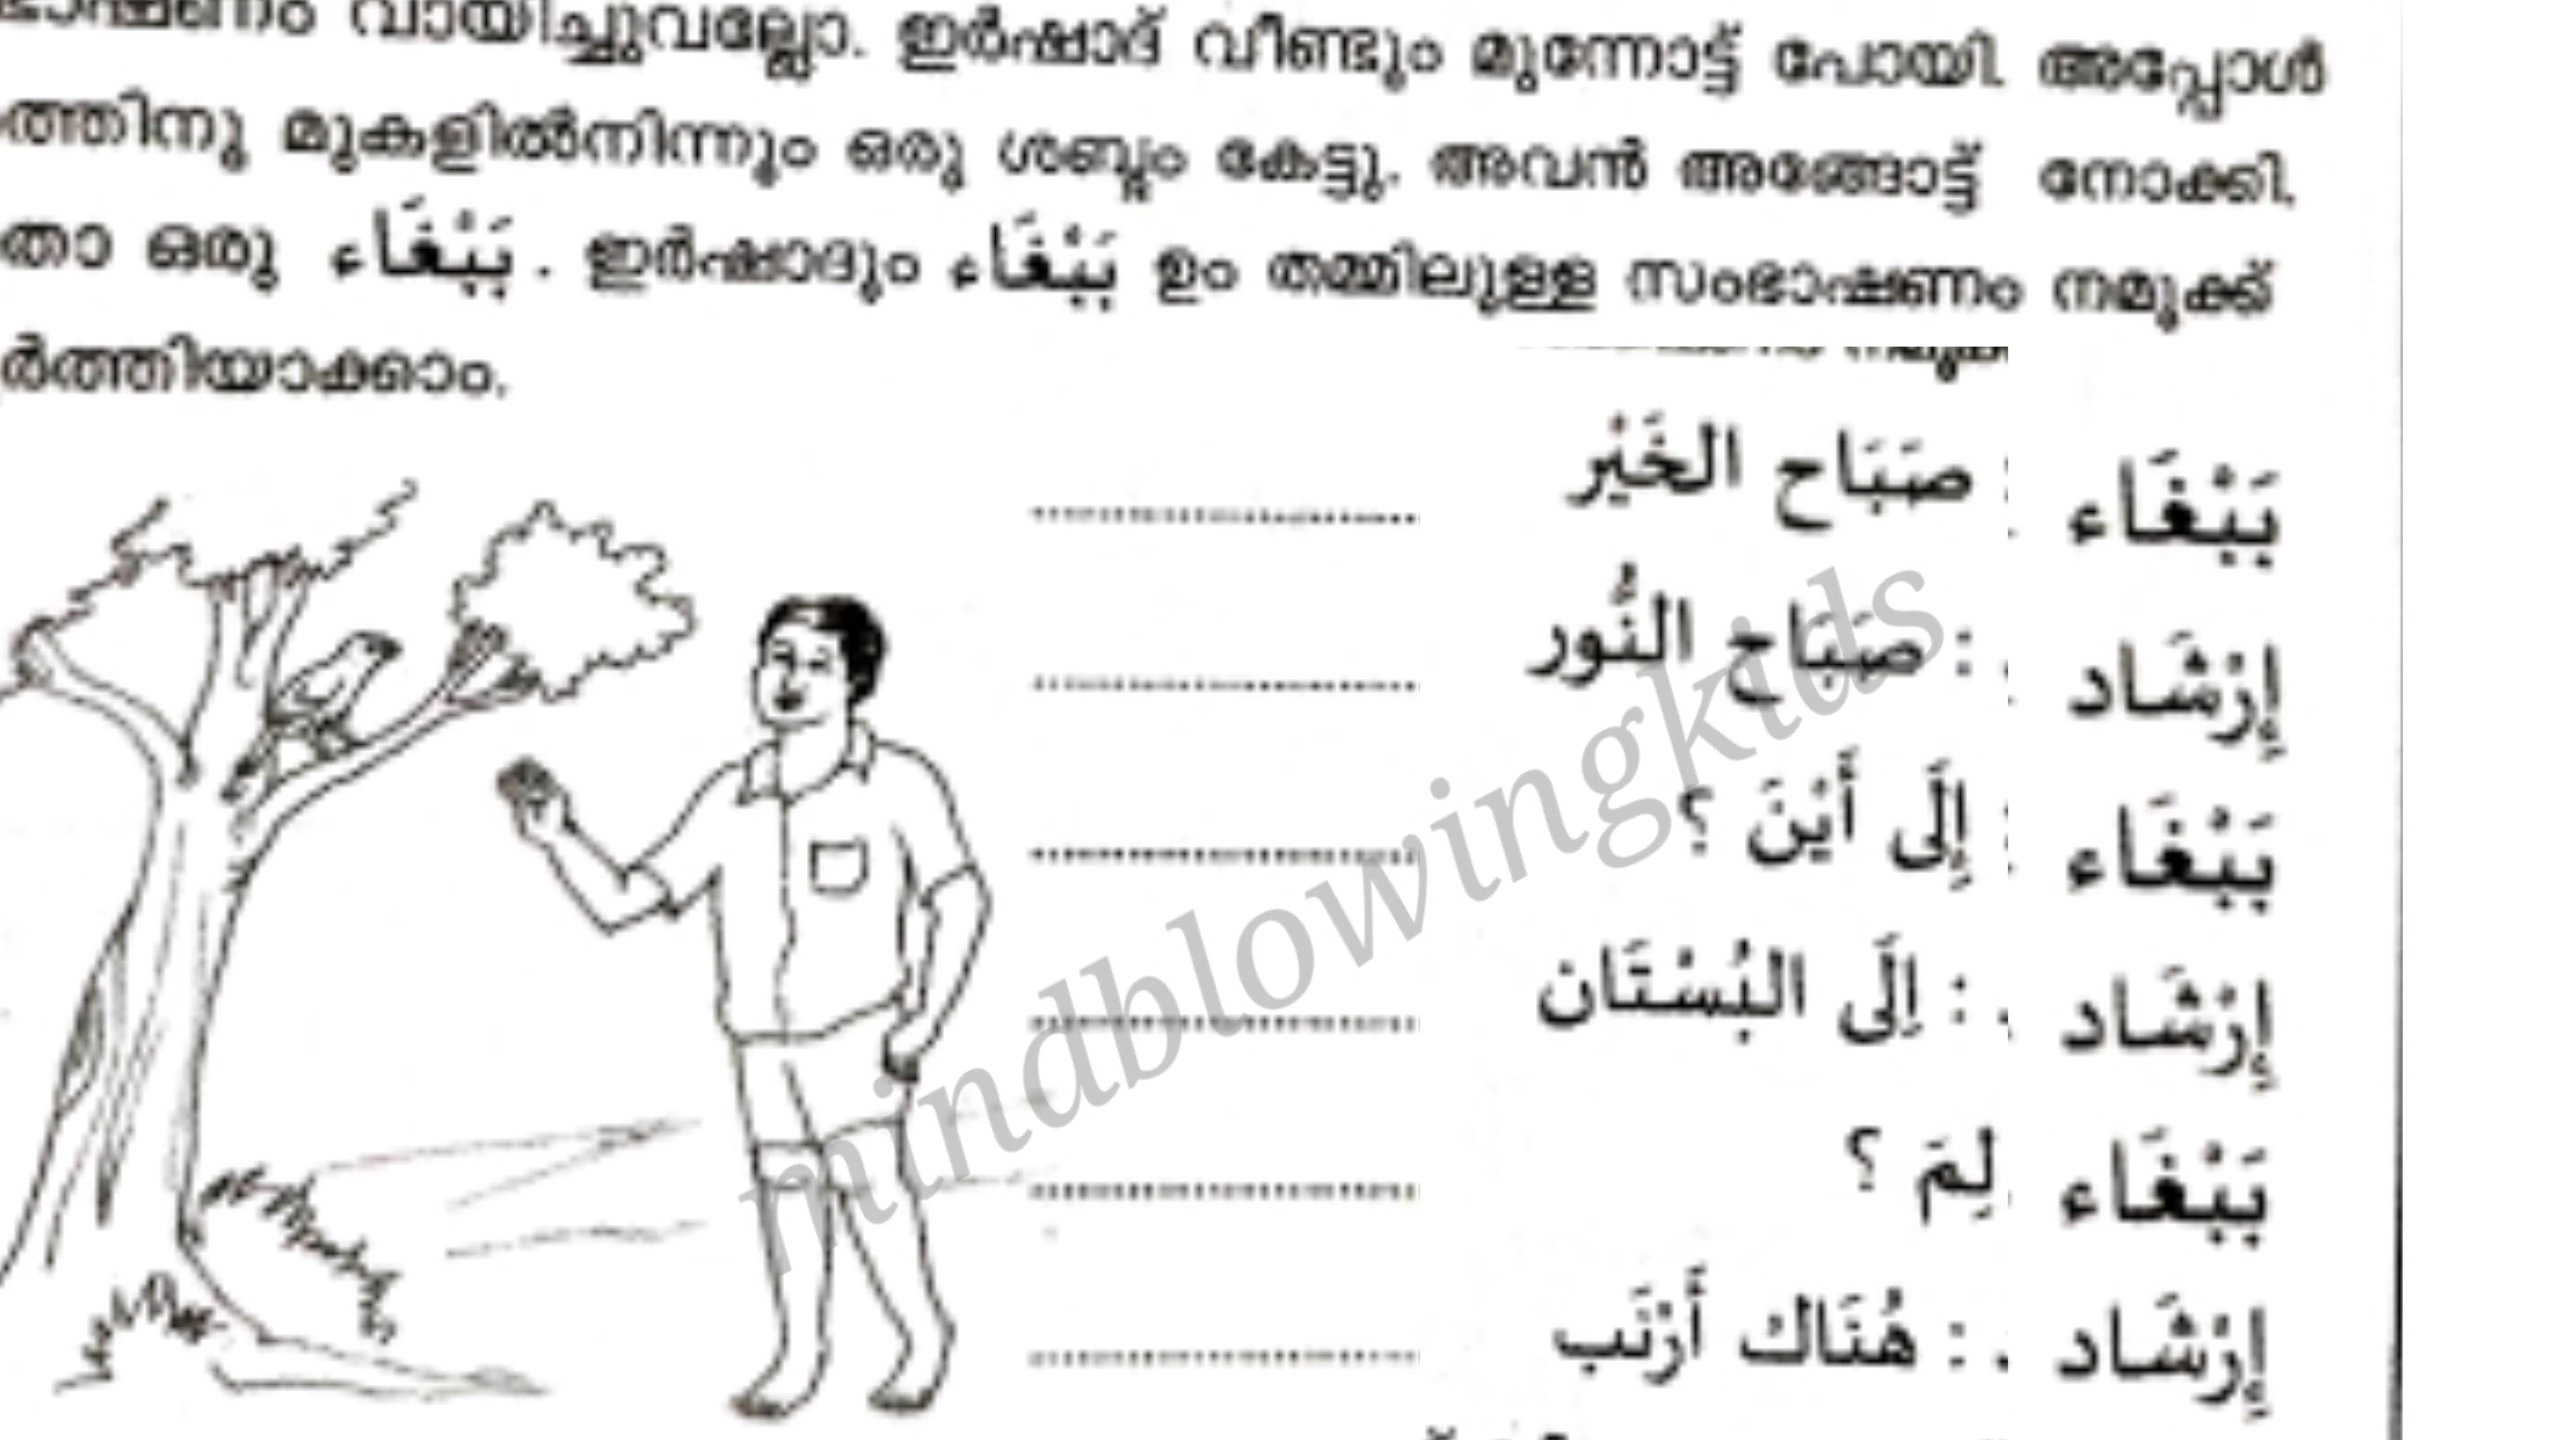 ഭാഷണം വായിച്ചുവല്ലോ. ഇർഷാദ് വീണ്ടും മുന്നോട്ട് പോയി. അപ്പോൾ
ത്തിനു മുകളിൽനിന്നും ഒരു ശബ്ദം കേട്ടു. അവൻ അങ്ങോട്ട് നോക്കി.
താ ഒരു بَبْغَاء . ഇർഷാദും بَبْغَاء ഉം തമ്മിലുള്ള സംഭാഷണം നമുക്ക്
ർത്തിയാക്കാം.
بَبْغَاء : صَبَاح الخَيْر ..............................
إِرْشَاد : صَبَاح النُّور ..............................
بَبْغَاء : إِلَى أَيْنَ ؟ ..............................
إِرْشَاد : إِلَى البُسْتَان ..............................
بَبْغَاء لِمَ ؟ ..............................
إِرْشَاد : هُنَاك أَرْنَب ..............................
mindblowingkids